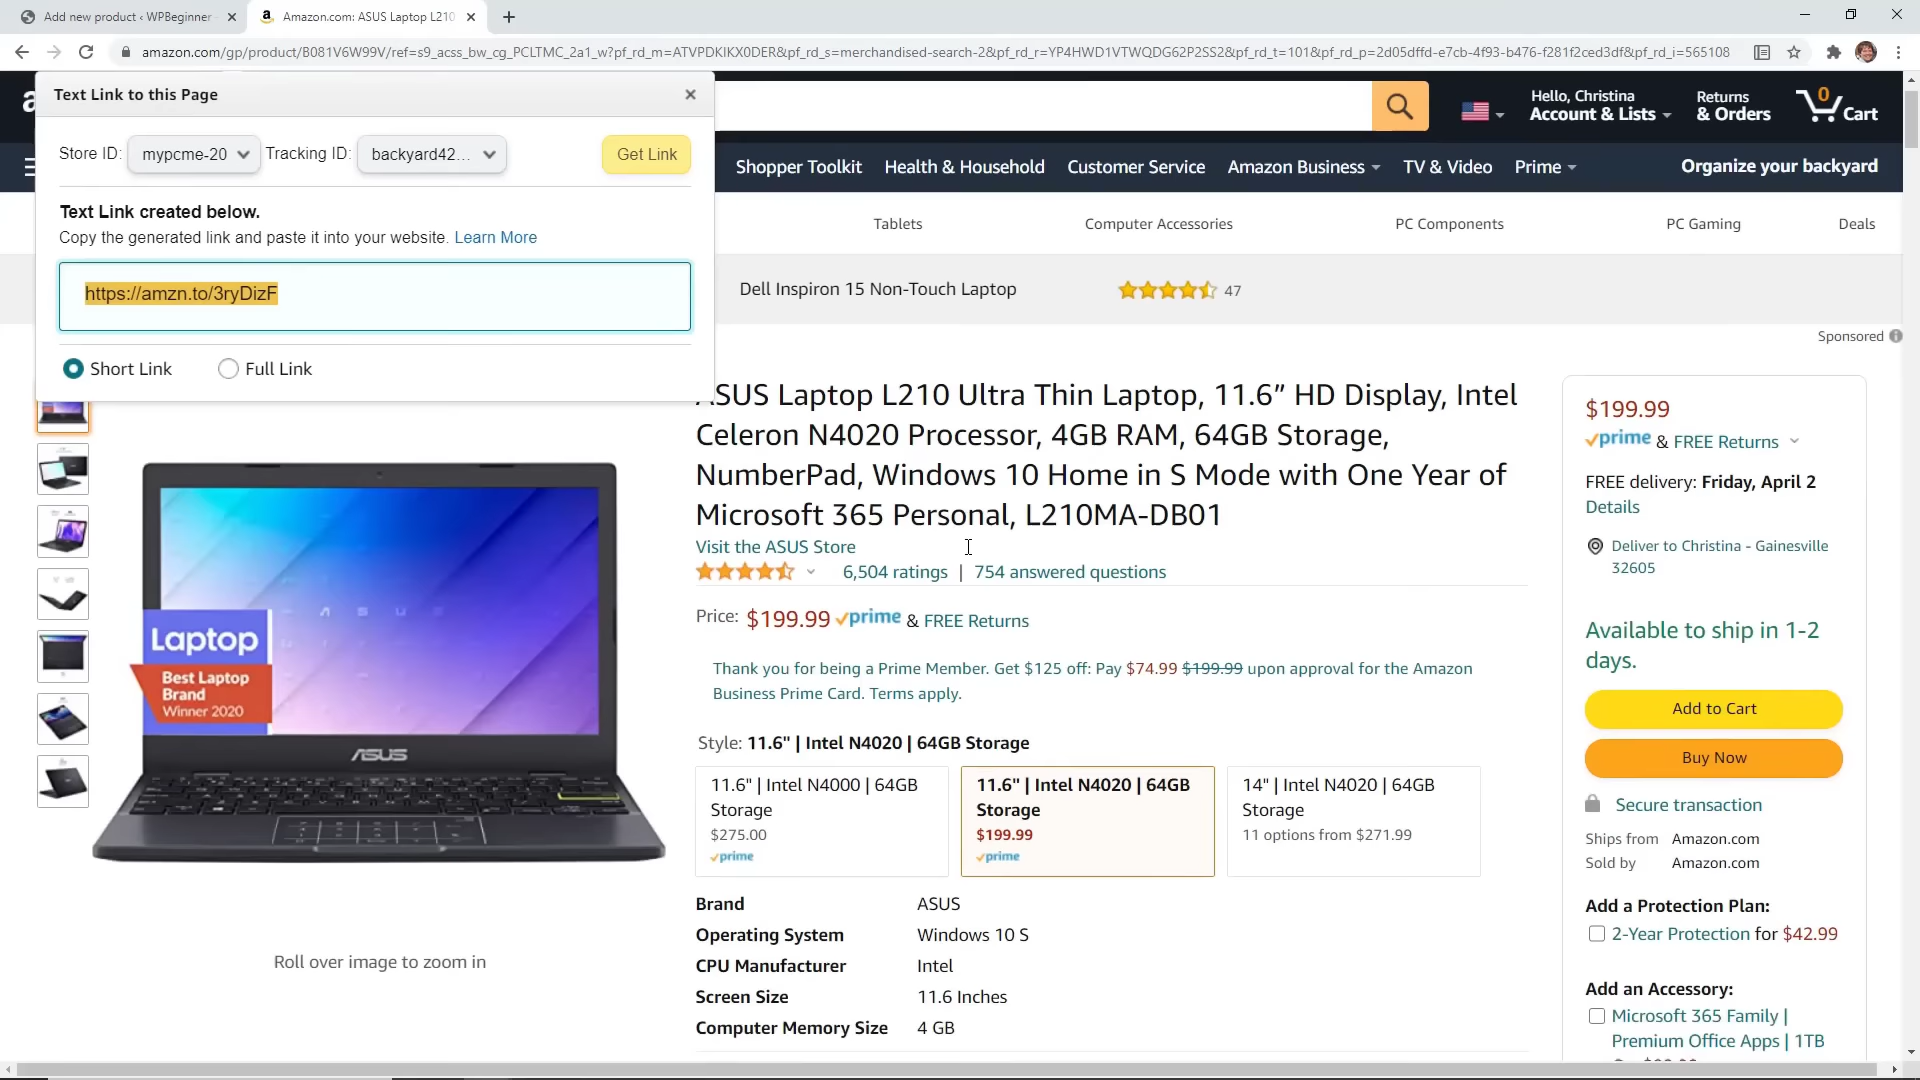 Add new product ‹ WPBeginner
Amazon.com: ASUS Laptop L210
amazon.com/gp/product/B081V6W99V/ref=s9_acss_bw_cg_PCLTMC_2a1_w?pf_rd_m=ATVPDKIKX0DER&pf_rd_s=merchandised-search-2&pf_rd_r=YP4HWD1VTWQDG62P2SS2&pf_rd_t=101&pf_rd_p=2d05dffd-e7cb-4f93-b476-f281f2ced3df&pf_rd_i=565108
Text Link to this Page
Hello, Christina
Account & Lists
Returns
& Orders
0
Cart
Store ID: mypcme-20 Tracking ID: backyard42... Get Link
Shopper Toolkit Health & Household Customer Service Amazon Business TV & Video Prime Organize your backyard
Text Link created below.
Copy the generated link and paste it into your website. Learn More
Tablets Computer Accessories PC Components PC Gaming Deals
https://amzn.to/3ryDizF
Dell Inspiron 15 Non-Touch Laptop 47
Sponsored
Short Link Full Link
ASUS Laptop L210 Ultra Thin Laptop, 11.6” HD Display, Intel
Celeron N4020 Processor, 4GB RAM, 64GB Storage,
NumberPad, Windows 10 Home in S Mode with One Year of
Microsoft 365 Personal, L210MA-DB01
Visit the ASUS Store
6,504 ratings | 754 answered questions
Price: $199.99 prime & FREE Returns
Thank you for being a Prime Member. Get $125 off: Pay $74.99 $199.99 upon approval for the Amazon
Business Prime Card. Terms apply.
Style: 11.6" | Intel N4020 | 64GB Storage
11.6" | Intel N4000 | 64GB
Storage
$275.00
prime
11.6" | Intel N4020 | 64GB
Storage
$199.99
prime
14" | Intel N4020 | 64GB
Storage
11 options from $271.99
Brand ASUS
Operating System Windows 10 S
CPU Manufacturer Intel
Screen Size 11.6 Inches
Computer Memory Size 4 GB
Laptop
Best Laptop
Brand
Winner 2020
ASUS
Roll over image to zoom in
$199.99
prime & FREE Returns
FREE delivery: Friday, April 2
Details
Deliver to Christina - Gainesville
32605
Available to ship in 1-2
days.
Add to Cart
Buy Now
Secure transaction
Ships from Amazon.com
Sold by Amazon.com
Add a Protection Plan:
2-Year Protection for $42.99
Add an Accessory:
Microsoft 365 Family |
Premium Office Apps | 1TB